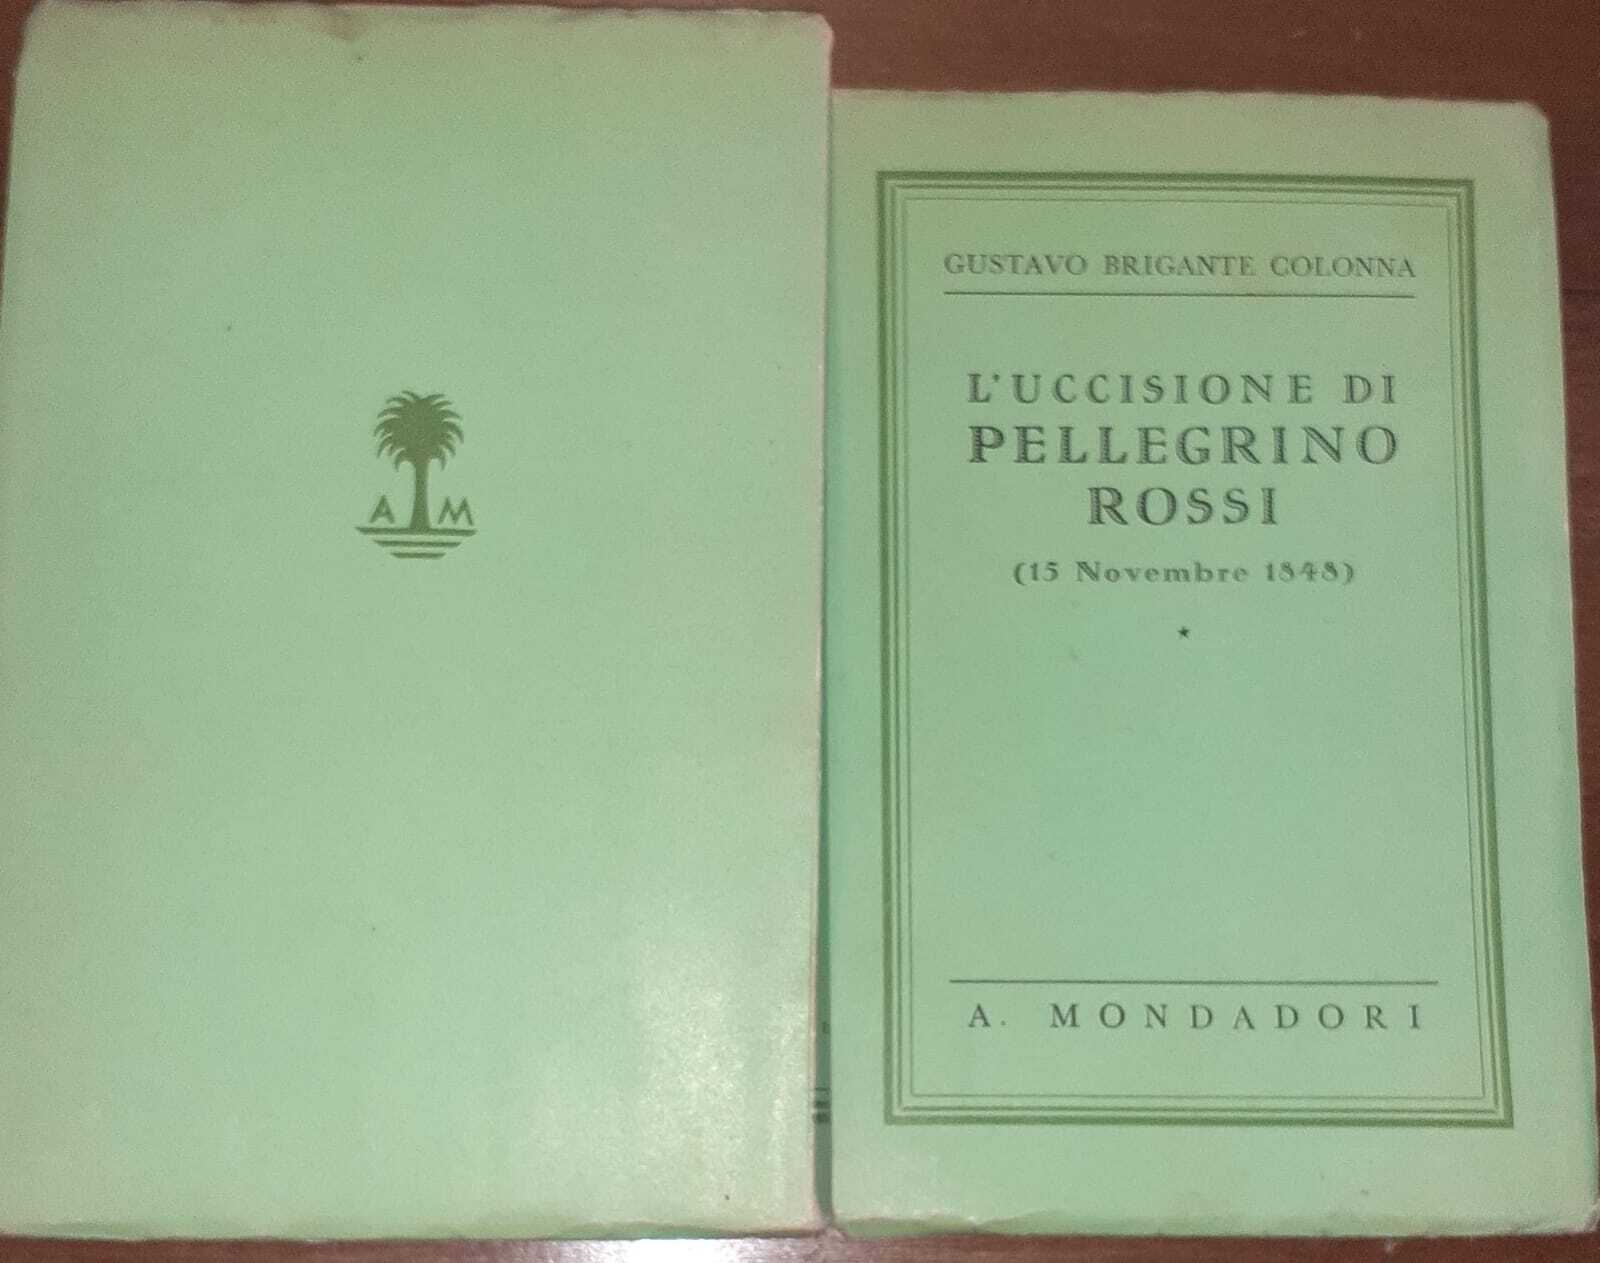 A M
GUSTAVO BRIGANTE COLONNA
L'UCCISIONE DI
PELLEGRINO
ROSSI
(15 Novembre 1848)
A. MONDADORI